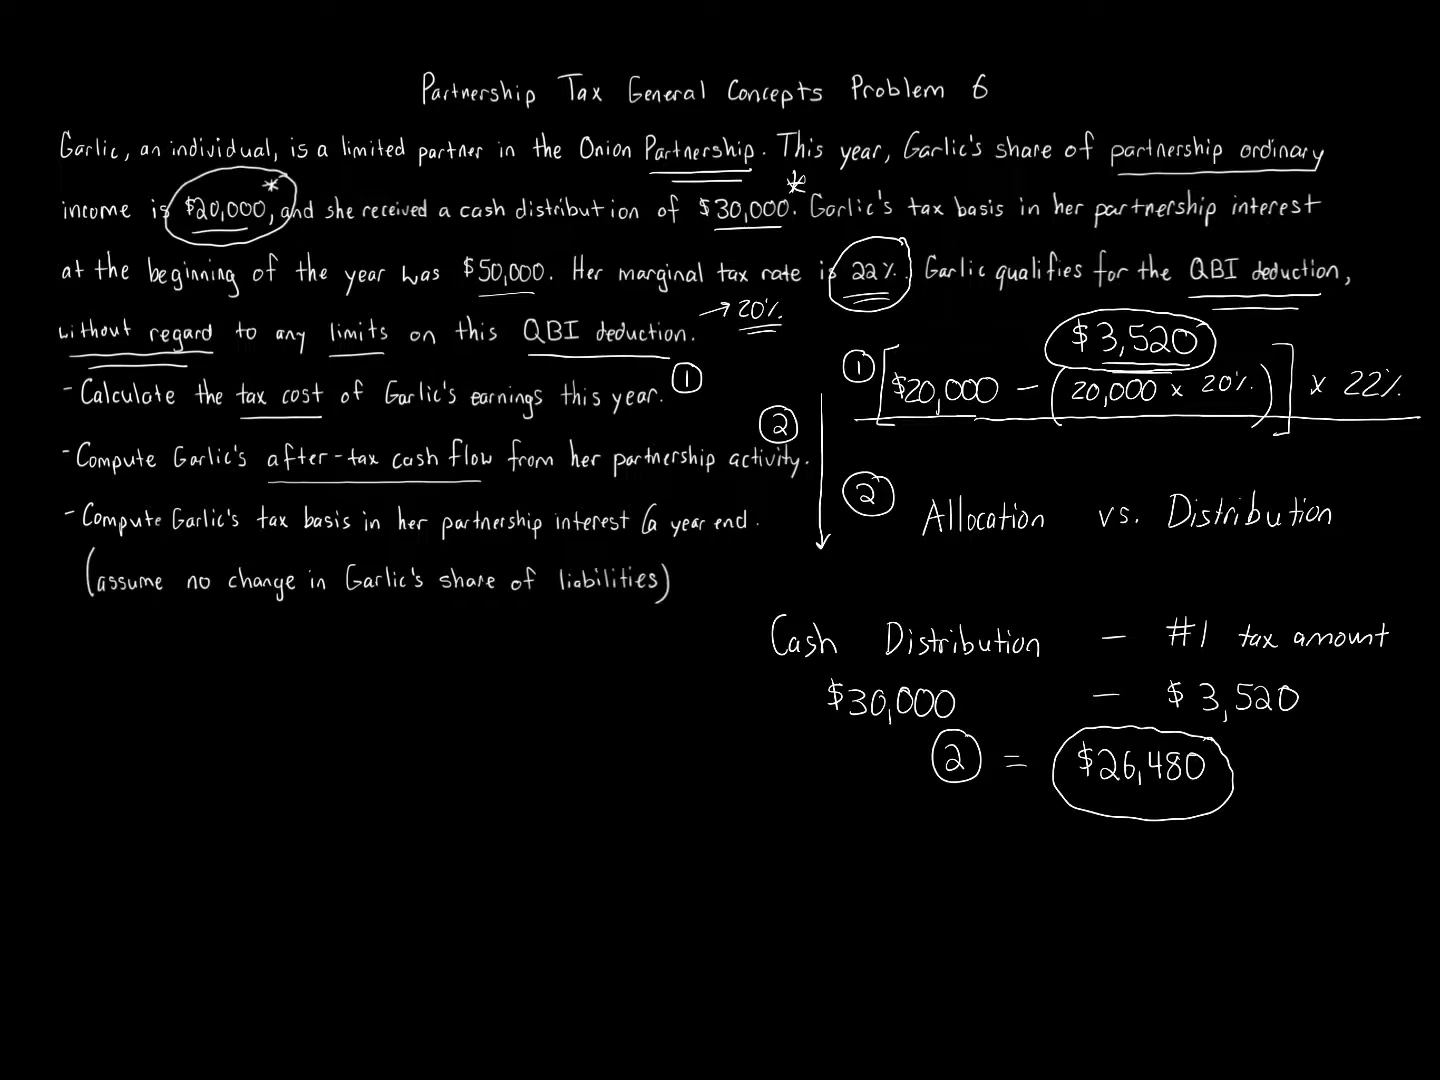 Partnership Tax General Concepts Problem 6
Garlic, an individual, is a limited partner in the Onion Partnership. This year, Garlic's share of partnership ordinary
income is $20,000,* and she received a cash distribution of $30,000.* Garlic's tax basis in her partnership interest
at the beginning of the year was $50,000. Her marginal tax rate is 22%. Garlic qualifies for the QBI deduction,
without regard to any limits on this QBI deduction. → 20%
- Calculate the tax cost of Garlic's earnings this year. ①
- Compute Garlic's after-tax cash flow from her partnership activity. ②
- Compute Garlic's tax basis in her partnership interest @ year end.
(assume no change in Garlic's share of liabilities)
$3,520
① [$20,000 - (20,000 x 20%)] x 22%
② Allocation vs. Distribution
Cash Distribution - #1 tax amount
$30,000 - $3,520
② = $26,480